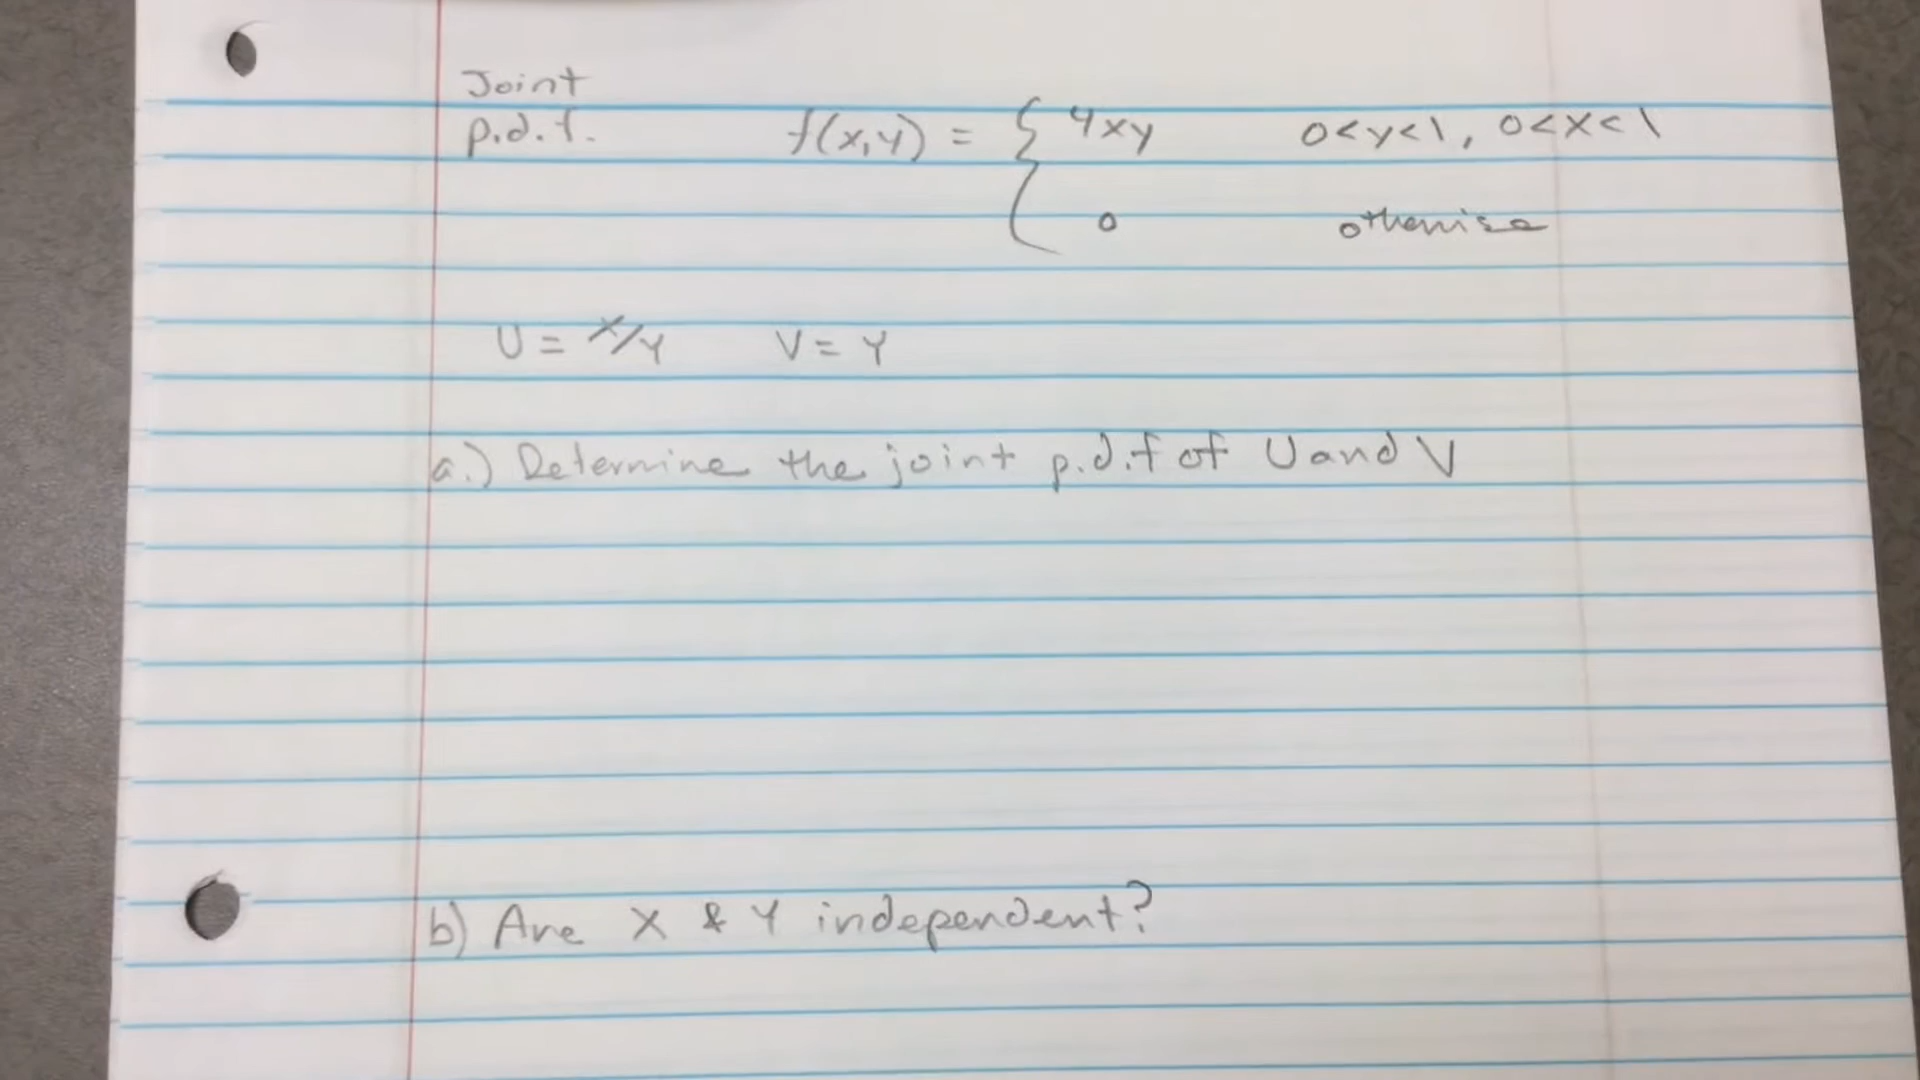 Joint
p.d.f. f(x,y) = { 4xy 0<y<1, 0<x<1
0 otherwise
U = X/Y V = Y
a.) Determine the joint p.d.f of U and V
b) Are X & Y independent?